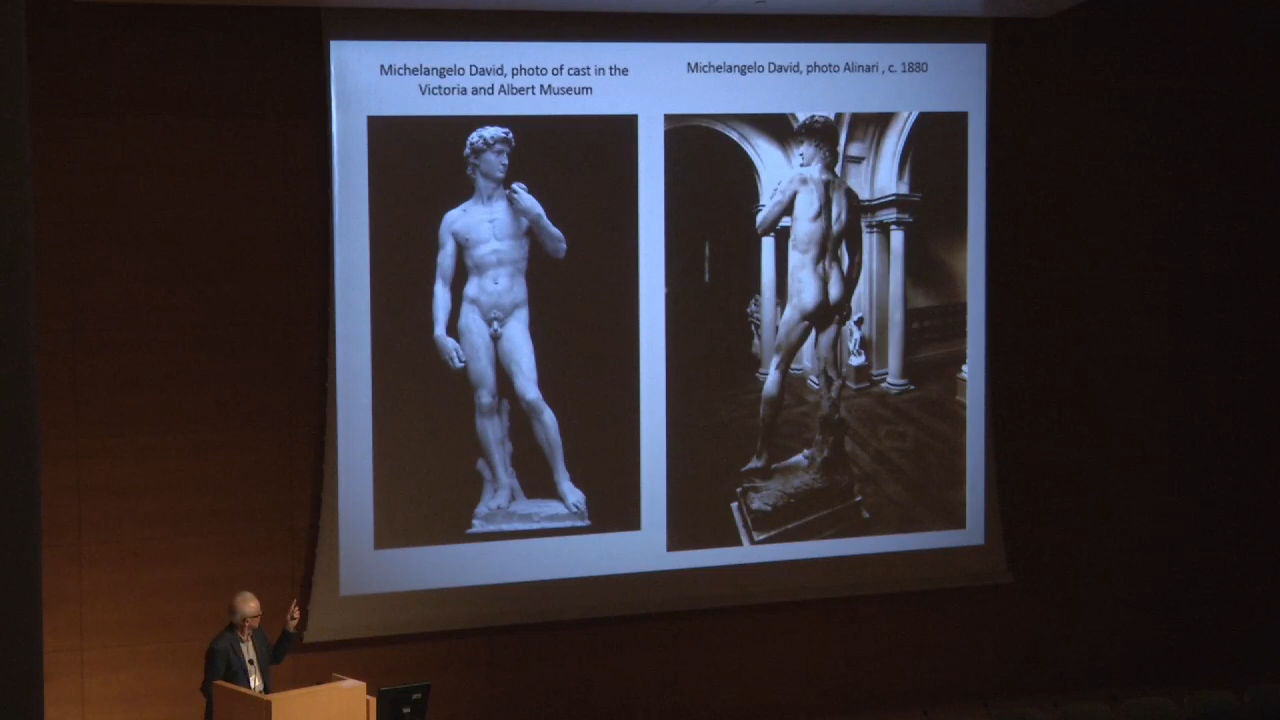 Michelangelo David, photo of cast in the
Victoria and Albert Museum
Michelangelo David, photo Alinari , c. 1880